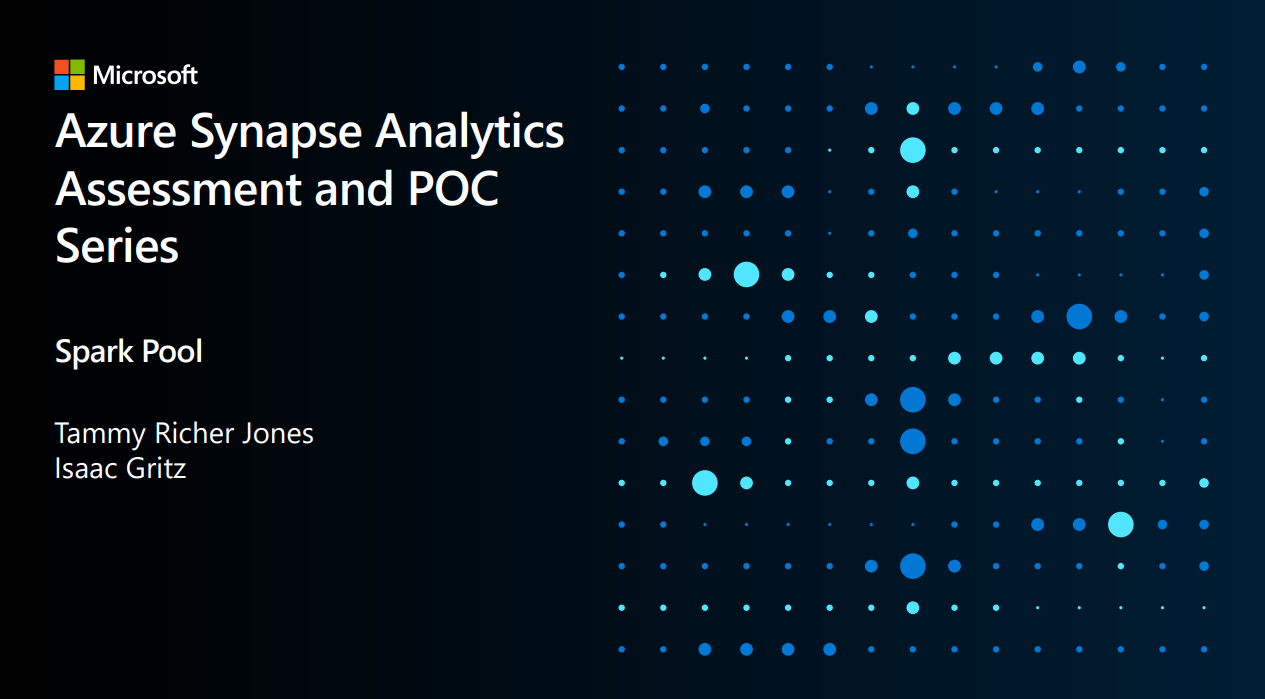 Microsoft
Azure Synapse Analytics
Assessment and POC
Series
Spark Pool
Tammy Richer Jones
Isaac Gritz